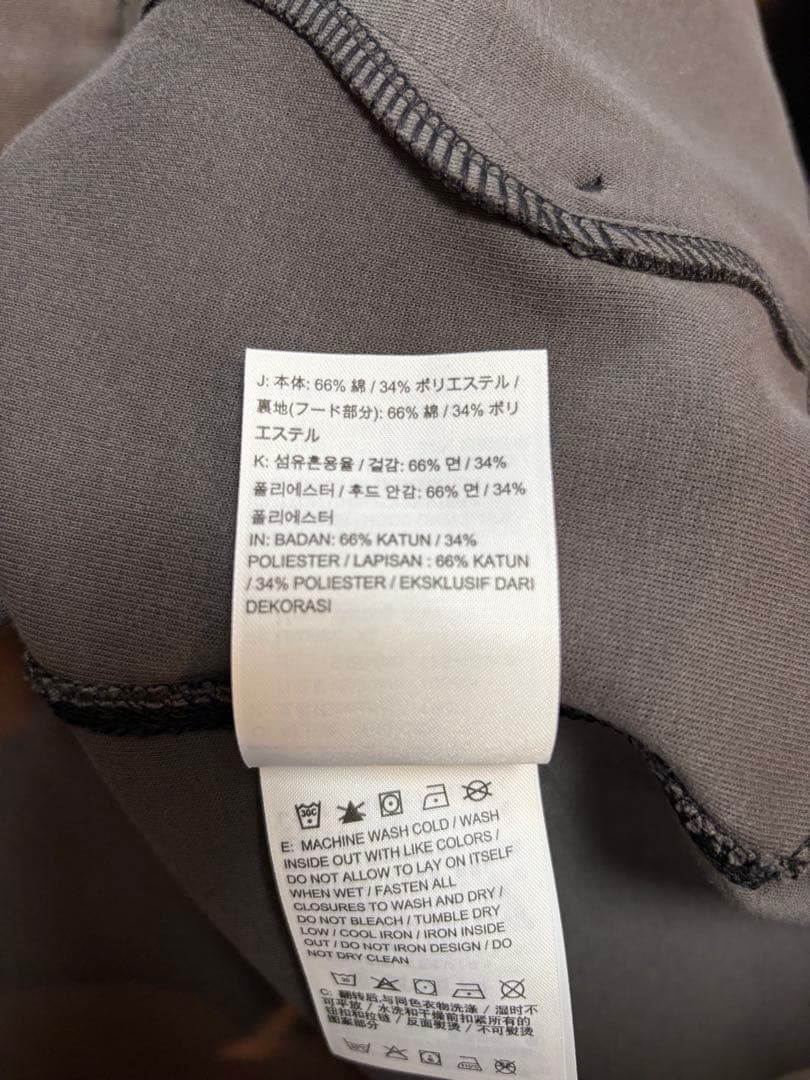 J: 本体: 66% 綿 / 34% ポリエステル /
裏地(フード部分): 66% 綿 / 34% ポリ
エステル
K: 섬유혼용율 / 겉감: 66% 면 / 34%
폴리에스터 / 후드 안감: 66% 면 / 34%
폴리에스터
IN: BADAN: 66% KATUN / 34%
POLIESTER / LAPISAN : 66% KATUN
/ 34% POLIESTER / EKSKLUSIF DARI
DEKORASI
30C
E: MACHINE WASH COLD / WASH
INSIDE OUT WITH LIKE COLORS /
DO NOT ALLOW TO LAY ON ITSELF
WHEN WET / FASTEN ALL
CLOSURES TO WASH AND DRY /
DO NOT BLEACH / TUMBLE DRY
LOW / COOL IRON / IRON INSIDE
OUT / DO NOT IRON DESIGN / DO
NOT DRY CLEAN
C: 翻转后,与同色衣物洗涤 / 湿时不
可平放 / 水洗和干燥前扣紧所有的
钮扣和拉链 / 反面熨烫 / 不可熨烫
图案部分